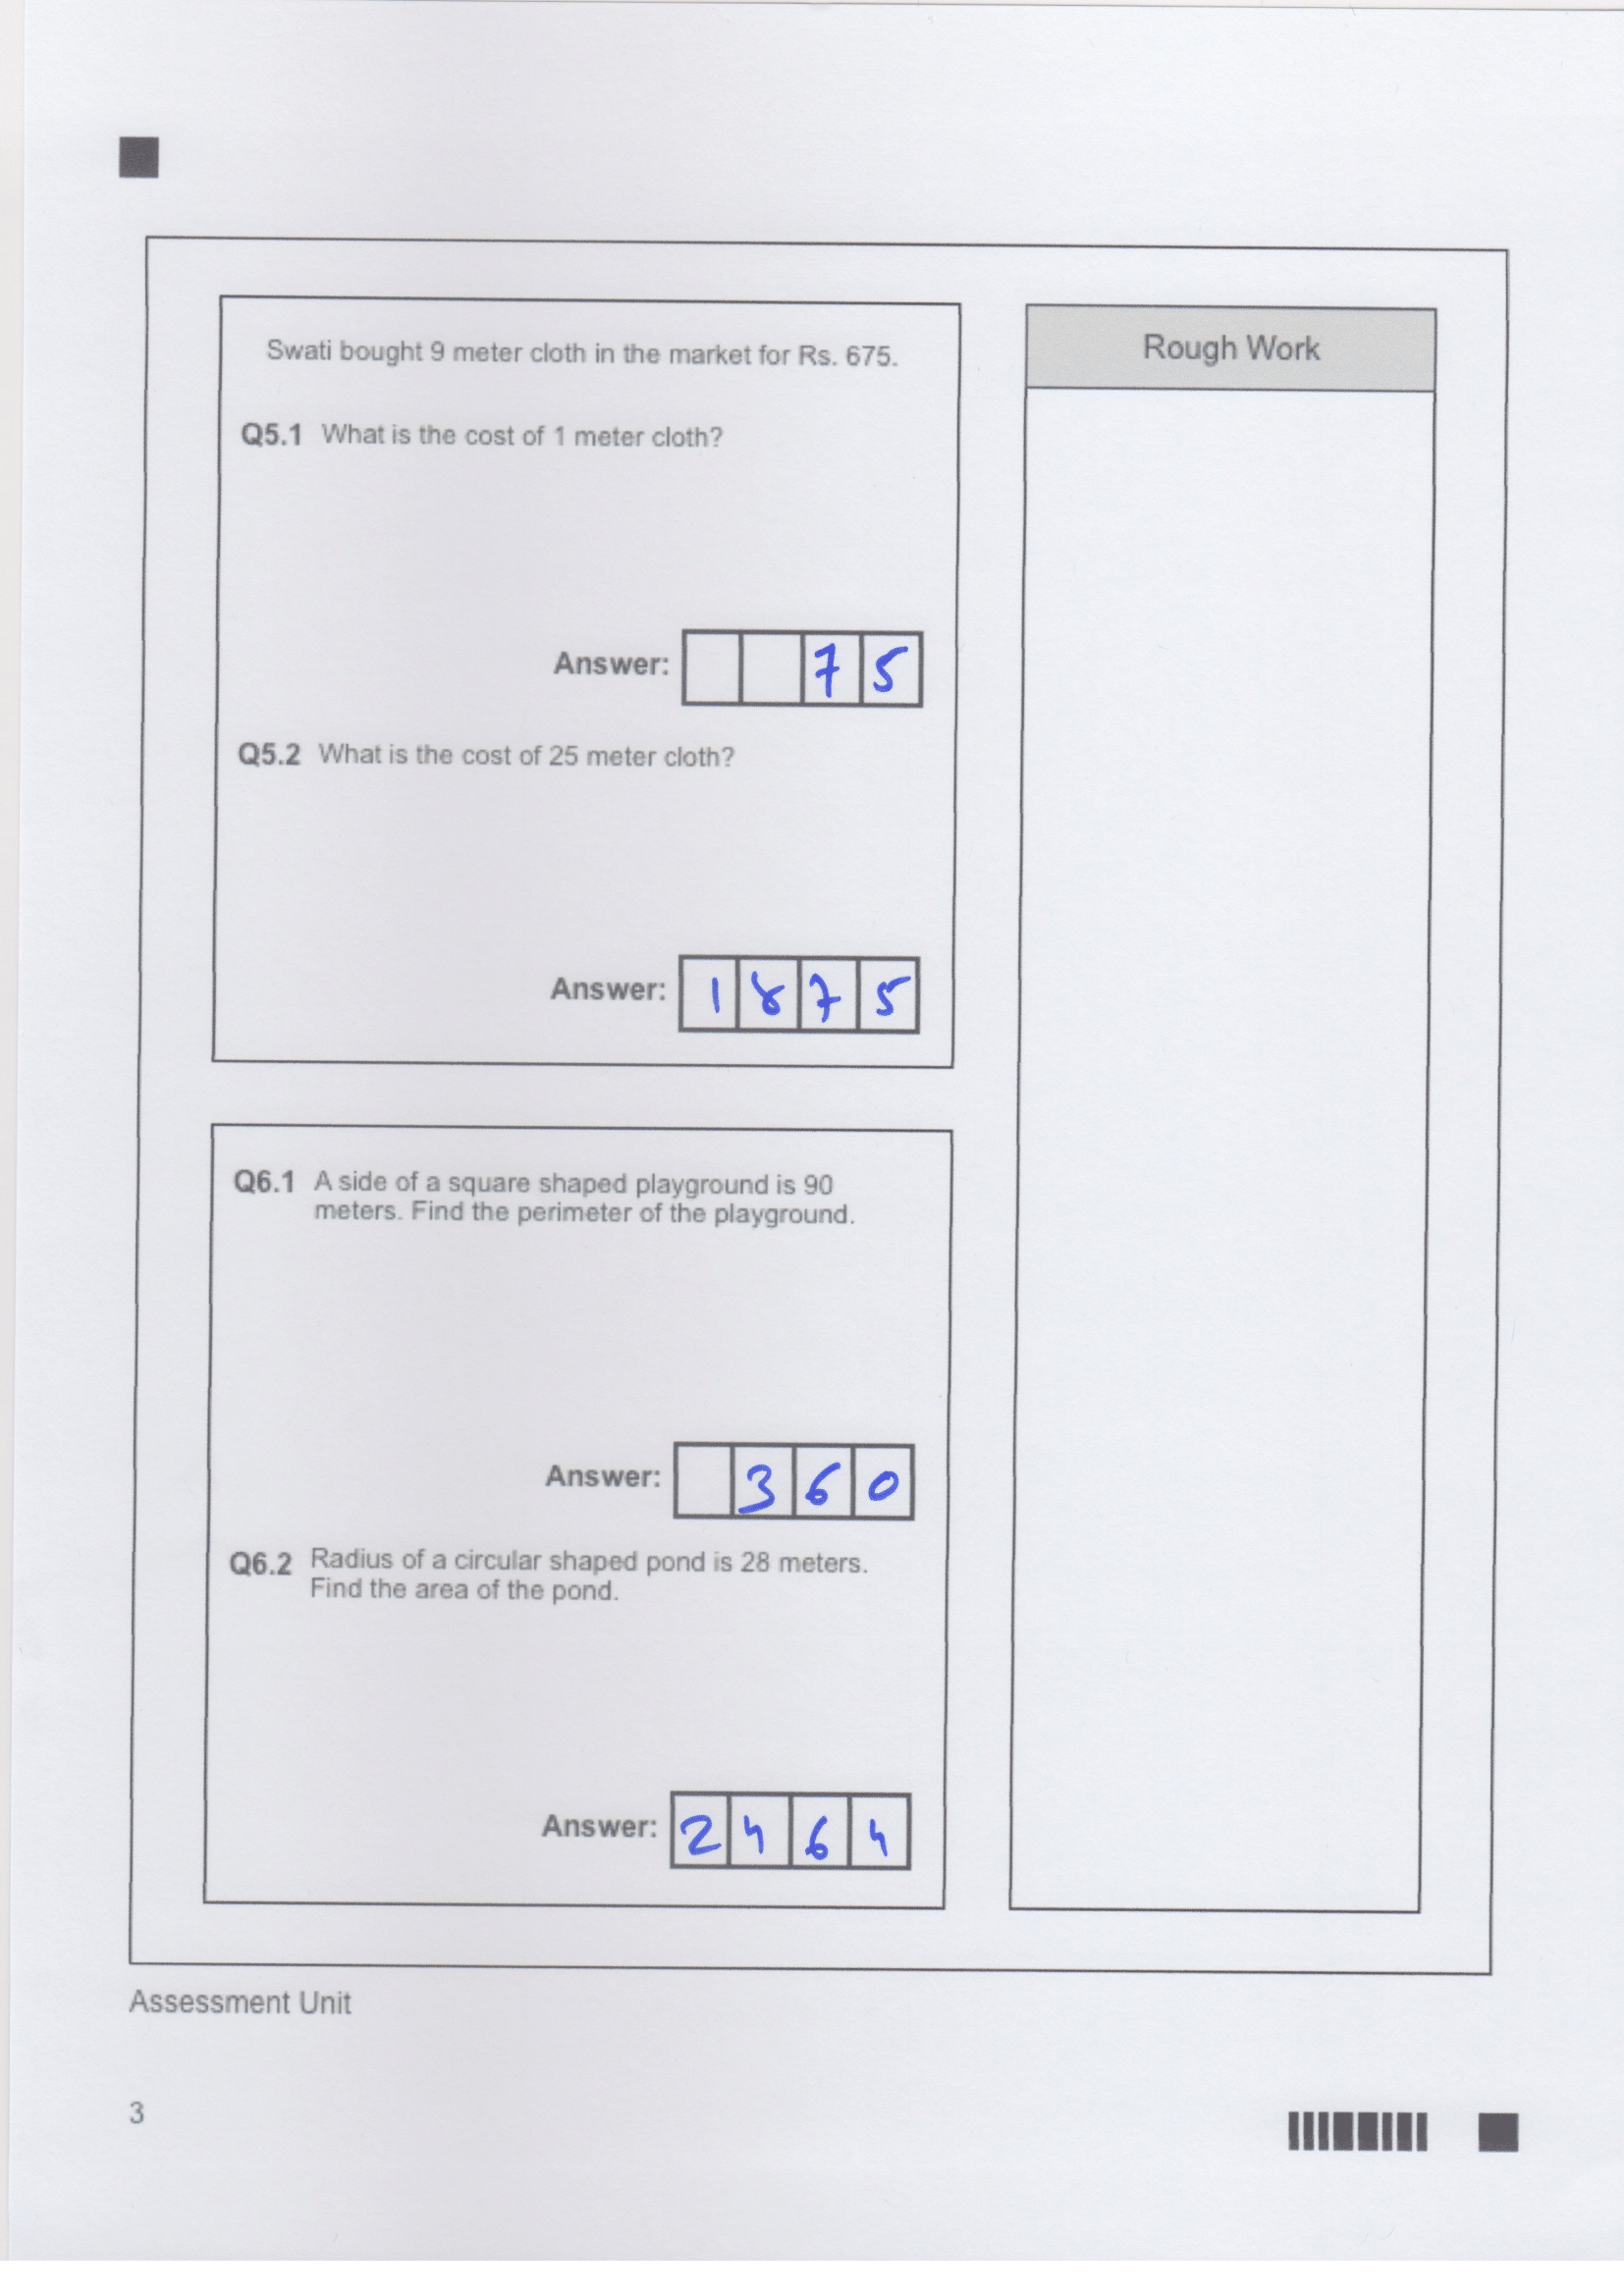 Swati bought 9 meter cloth in the market for Rs. 675.
Q5.1 What is the cost of 1 meter cloth?
Answer: 7 5
Q5.2 What is the cost of 25 meter cloth?
Answer: 1 8 7 5
Q6.1 A side of a square shaped playground is 90
meters. Find the perimeter of the playground.
Answer: 3 6 0
Q6.2 Radius of a circular shaped pond is 28 meters.
Find the area of the pond.
Answer: 2 4 6 4
Rough Work
Assessment Unit
3